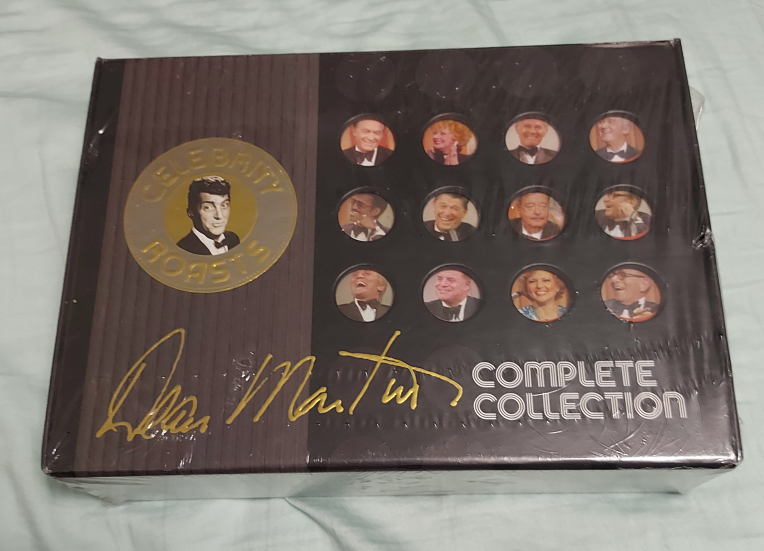 CELEBRITY
ROASTS
Dean Martin
COMPLETE
COLLECTION